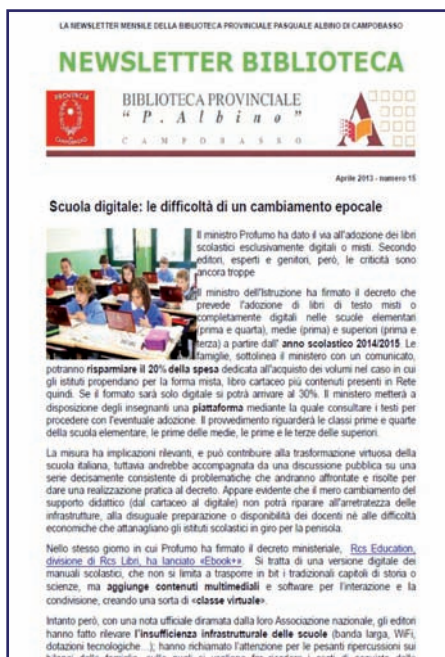 LA NEWSLETTER MENSILE DELLA BIBLIOTECA PROVINCIALE PASQUALE ALBINO DI CAMPOBASSO
NEWSLETTER BIBLIOTECA
PROVINCIA
DI
CAMPOBASSO
BIBLIOTECA PROVINCIALE
“P. Albino”
CAMPOBASSO
Aprile 2013 - numero 15
Scuola digitale: le difficoltà di un cambiamento epocale
Il ministro Profumo ha dato il via all'adozione dei libri
scolastici esclusivamente digitali o misti. Secondo
editori, esperti e genitori, però, le criticità sono
ancora troppe
Il ministro dell'Istruzione ha firmato il decreto che
prevede l'adozione di libri di testo misti o
completamente digitali nelle scuole elementari
(prima e quarta), medie (prima) e superiori (prima e
terza) a partire dall' anno scolastico 2014/2015. Le
famiglie, sottolinea il ministero con un comunicato,
potranno risparmiare il 20% della spesa dedicata all'acquisto dei volumi nel caso in cui
gli istituti propendano per la forma mista, libro cartaceo più contenuti presenti in Rete
quindi. Se il formato sarà solo digitale si potrà arrivare al 30%. Il ministero metterà a
disposizione degli insegnanti una piattaforma mediante la quale consultare i testi per
procedere con l'eventuale adozione. Il provvedimento riguarderà le classi prime e quarte
della scuola elementare, le prime delle medie, le prime e le terze delle superiori.
La misura ha implicazioni rilevanti, e può contribuire alla trasformazione virtuosa della
scuola italiana, tuttavia andrebbe accompagnata da una discussione pubblica su una
serie decisamente consistente di problematiche che andranno affrontate e risolte per
dare una realizzazione pratica al decreto. Appare evidente che il mero cambiamento del
supporto didattico (dal cartaceo al digitale) non potrà riparare all'arretratezza delle
infrastrutture, alla disuguale preparazione o disponibilità dei docenti né alle difficoltà
economiche che attanagliano gli istituti scolastici in giro per la penisola.
Nello stesso giorno in cui Profumo ha firmato il decreto ministeriale, Rcs Education,
divisione di Rcs Libri, ha lanciato «Ebook+». Si tratta di una versione digitale dei
manuali scolastici, che non si limita a trasporre in bit i tradizionali capitoli di storia o
scienze, ma aggiunge contenuti multimediali e software per l'interazione e la
condivisione, creando una sorta di «classe virtuale».
Intanto però, con una nota ufficiale diramata dalla loro Associazione nazionale, gli editori
hanno fatto rilevare l'insufficienza infrastrutturale delle scuole (banda larga, WiFi,
dotazioni tecnologiche…); hanno richiamato l'attenzione per le pesanti ripercussioni sui